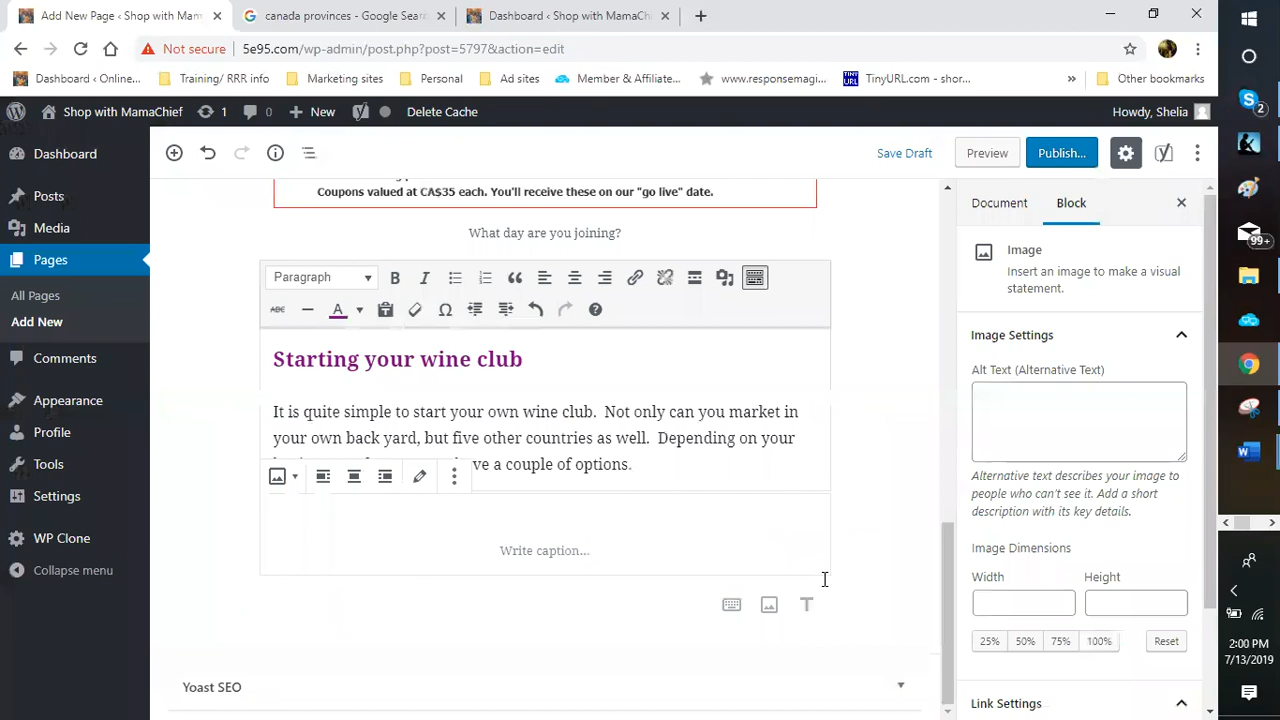 Add New Page ‹ Shop with Mam
canada provinces - Google Sear
Dashboard ‹ Shop with MamaChi
Not secure
5e95.com/wp-admin/post.php?post=5797&action=edit
Dashboard ‹ Online...
Training/ RRR info
Marketing sites
Personal
Ad sites
Member & Affiliate...
www.responsemagi...
TINY
URL
TinyURL.com - shor...
»
Other bookmarks
Shop with MamaChief
1
0
New
Delete Cache
Howdy, Shelia
Dashboard
Posts
Media
Pages
All Pages
Add New
Comments
Appearance
Profile
Tools
Settings
WP Clone
Collapse menu
Save Draft
Preview
Publish...
Coupons valued at CA$35 each. You'll receive these on our "go live" date.
What day are you joining?
Paragraph
B
I
ABC
A
Ω
Starting your wine club
It is quite simple to start your own wine club.  Not only can you market in
your own back yard, but five other countries as well.  Depending on your
ve a couple of options.
Write caption...
T
Yoast SEO
Document
Block
Image
Insert an image to make a visual
statement.
Image Settings
Alt Text (Alternative Text)
Alternative text describes your image to
people who can't see it. Add a short
description with its key details.
Image Dimensions
Width
Height
25%
50%
75%
100%
Reset
Link Settings
2
99+
2:00 PM
7/13/2019